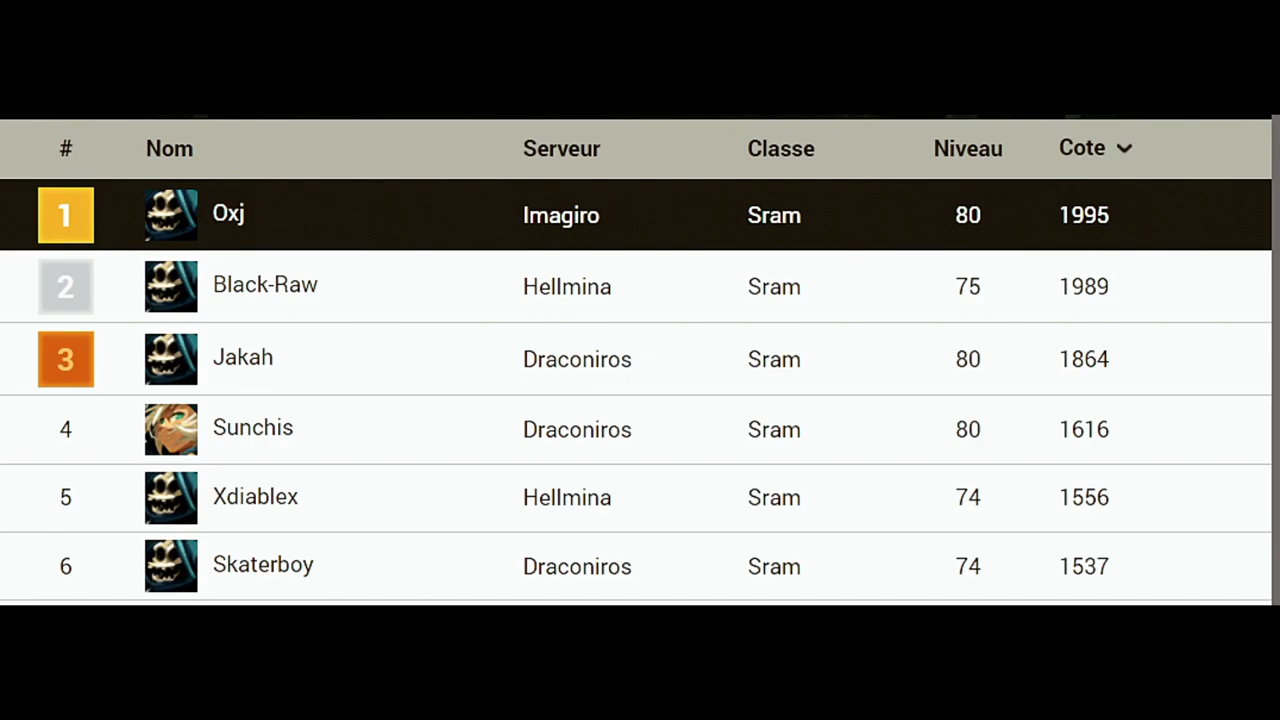 # Nom Serveur Classe Niveau Cote
1 Oxj Imagiro Sram 80 1995
2 Black-Raw Hellmina Sram 75 1989
3 Jakah Draconiros Sram 80 1864
4 Sunchis Draconiros Sram 80 1616
5 Xdiablex Hellmina Sram 74 1556
6 Skaterboy Draconiros Sram 74 1537